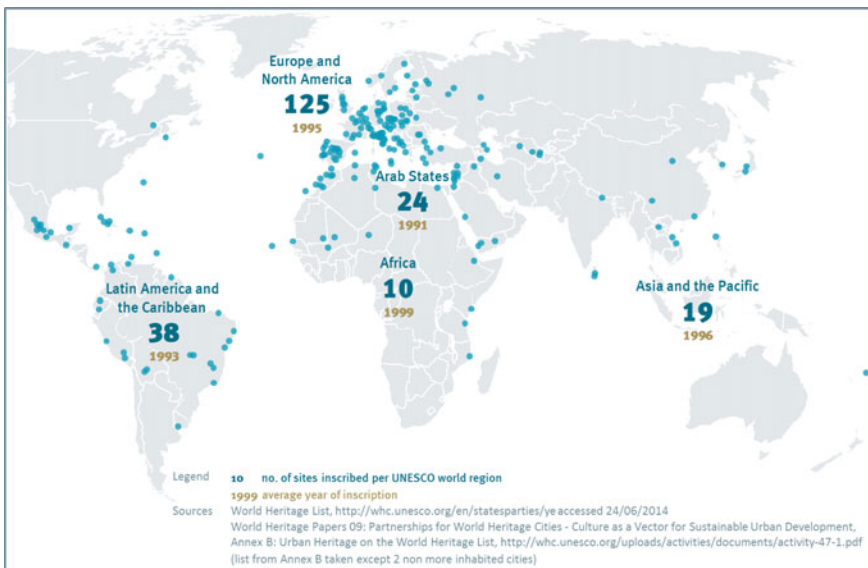 Europe and
North America
125
1995
Arab States
24
1991
Africa
10
1999
Latin America and
the Caribbean
38
1993
Asia and the Pacific
19
1996
Legend 10 no. of sites inscribed per UNESCO world region
1999 average year of inscription
Sources World Heritage List, http://whc.unesco.org/en/statesparties/ye accessed 24/06/2014
World Heritage Papers 09: Partnerships for World Heritage Cities - Culture as a Vector for Sustainable Urban Development,
Annex B: Urban Heritage on the World Heritage List, http://whc.unesco.org/uploads/activities/documents/activity-47-1.pdf
(list from Annex B taken except 2 non more inhabited cities)